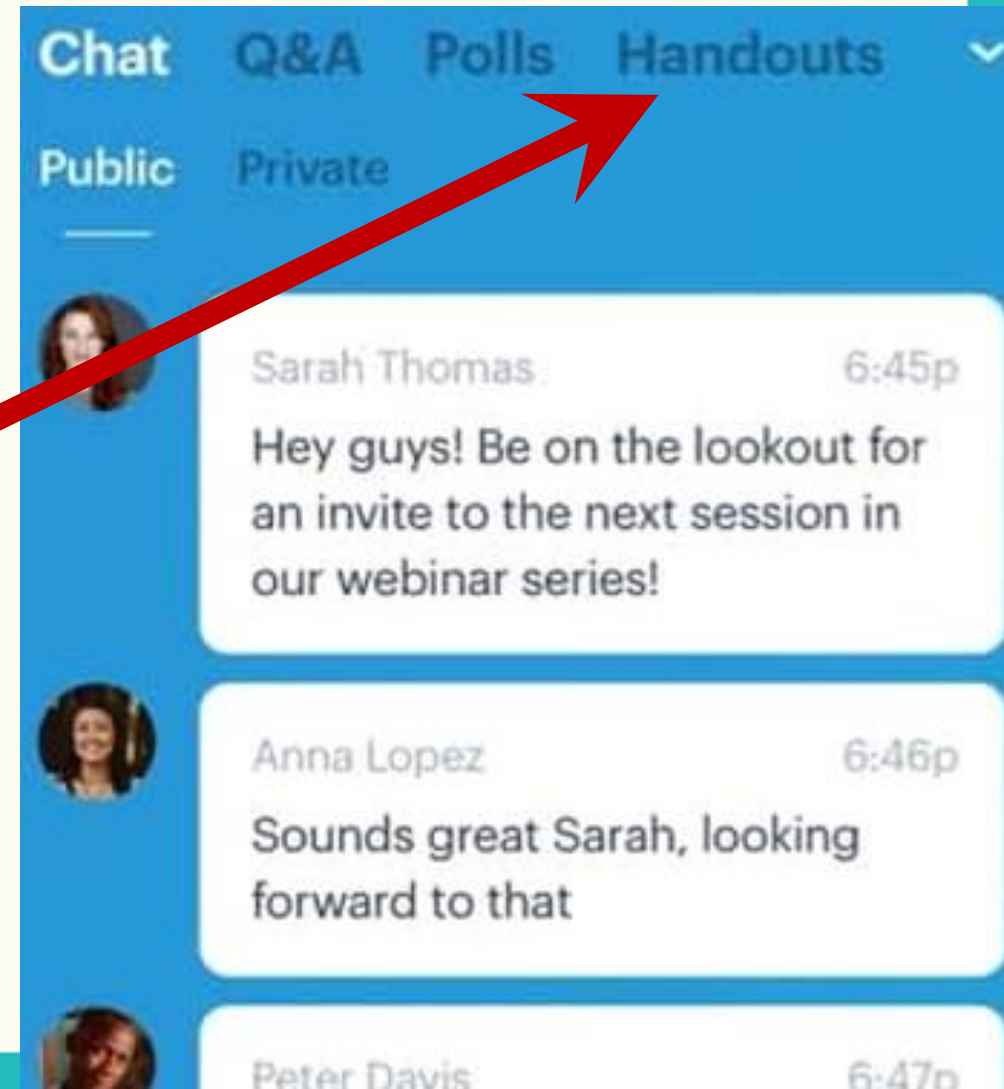 Chat Q&A Polls Handouts
Public Private
Sarah Thomas 6:45p
Hey guys! Be on the lookout for
an invite to the next session in
our webinar series!
Anna Lopez 6:46p
Sounds great Sarah, looking
forward to that
Peter Davis 6:47p